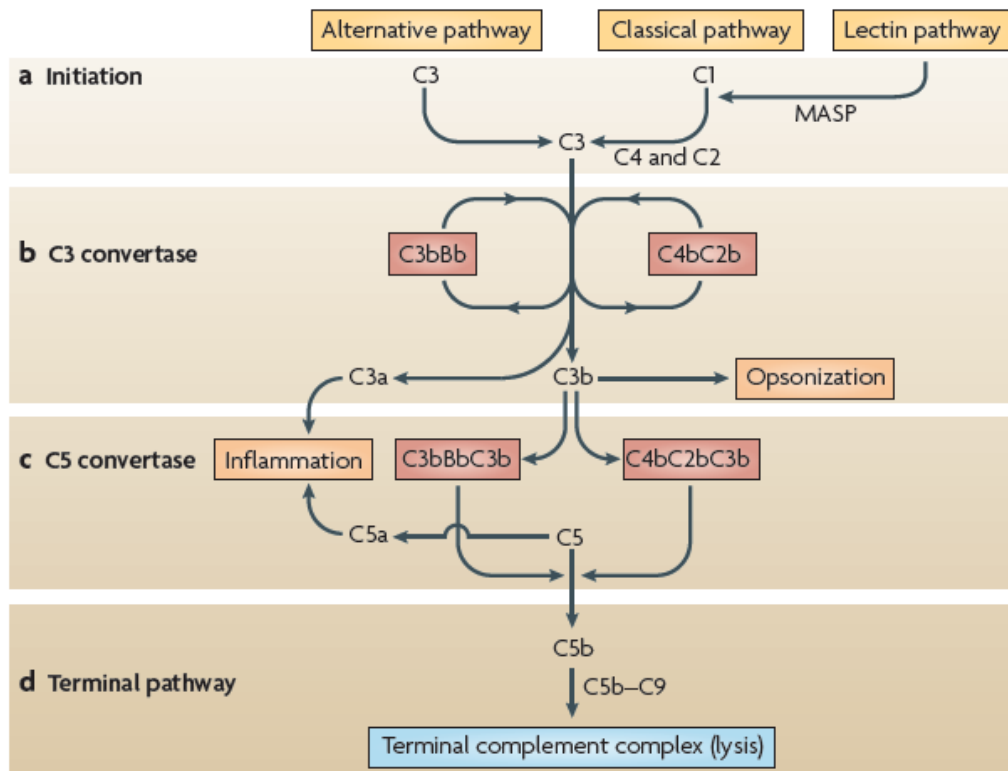 Alternative pathway
Classical pathway
Lectin pathway
a Initiation
C3
C1
MASP
C3
C4 and C2
b C3 convertase
C3bBb
C4bC2b
C3a
C3b
Opsonization
c C5 convertase
Inflammation
C3bBbC3b
C4bC2bC3b
C5a
C5
C5b
d Terminal pathway
C5b–C9
Terminal complement complex (lysis)